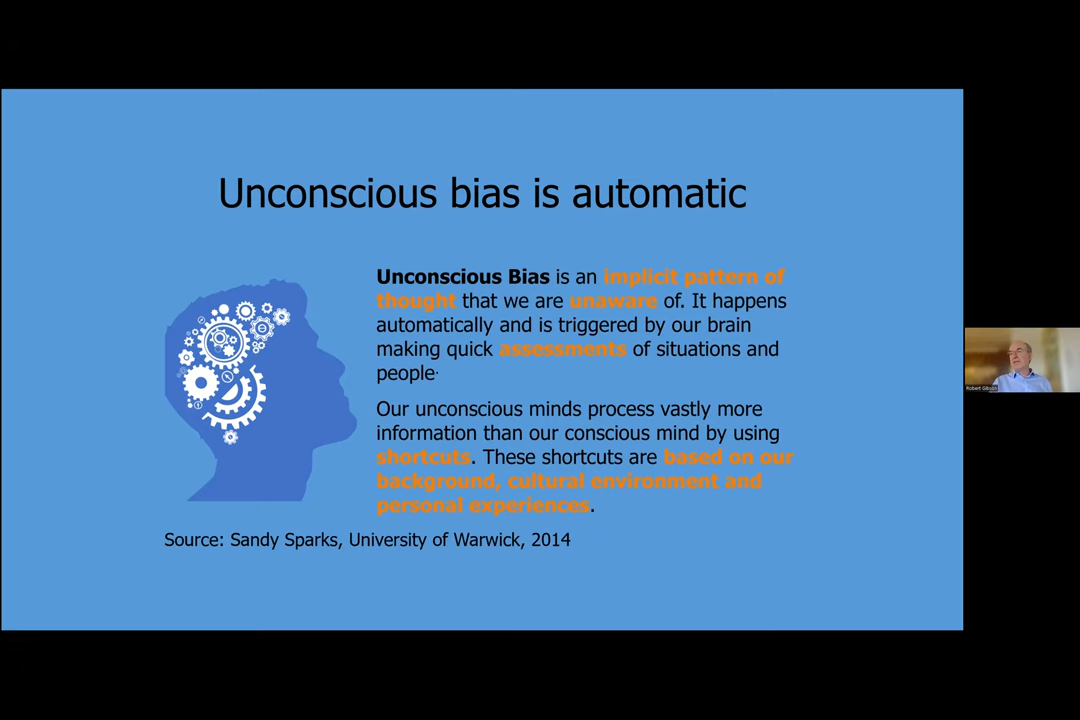 Unconscious bias is automatic
Unconscious Bias is an implicit pattern of
thought that we are unaware of. It happens
automatically and is triggered by our brain
making quick assessments of situations and
people.
Our unconscious minds process vastly more
information than our conscious mind by using
shortcuts. These shortcuts are based on our
background, cultural environment and
personal experiences.
Source: Sandy Sparks, University of Warwick, 2014
Robert Gibson